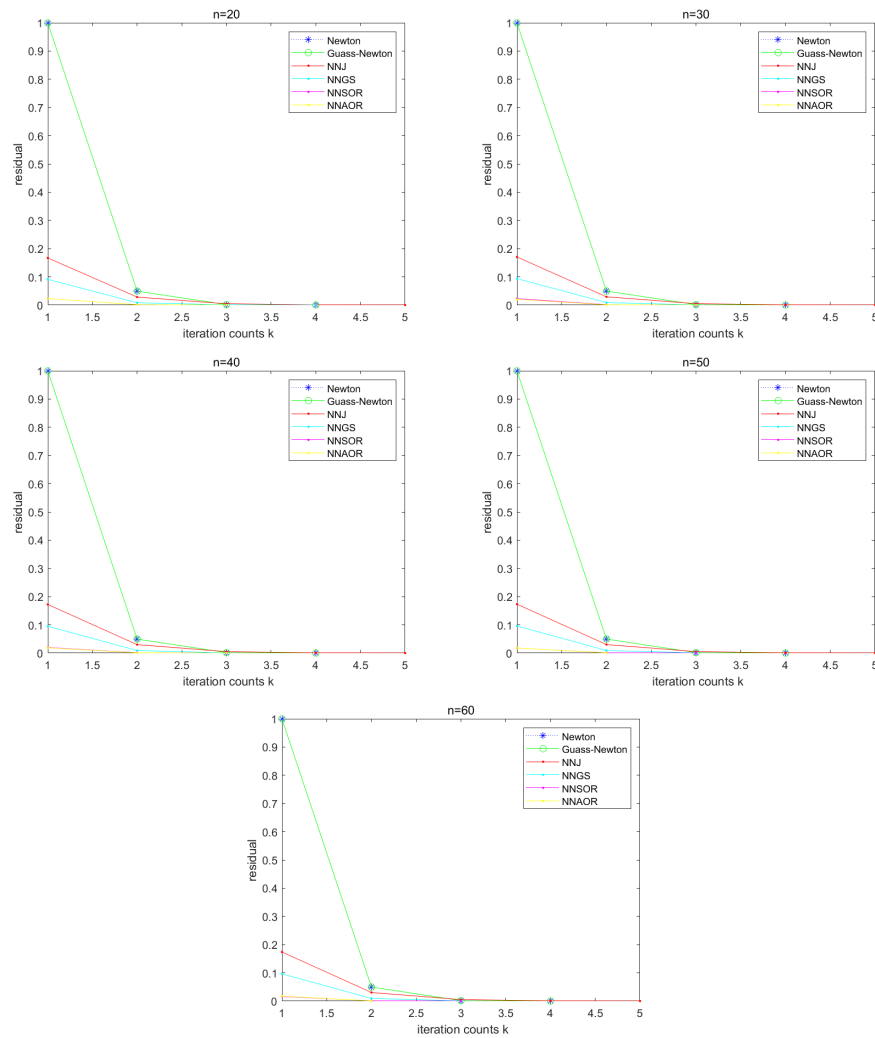 n=20
1
0.9
0.8
0.7
0.6
0.5
0.4
0.3
0.2
0.1
0
residual
1 1.5 2 2.5 3 3.5 4 4.5 5
iteration counts k
Newton
Guass-Newton
NNJ
NNGS
NNSOR
NNAOR
n=30
1
0.9
0.8
0.7
0.6
0.5
0.4
0.3
0.2
0.1
0
residual
1 1.5 2 2.5 3 3.5 4 4.5 5
iteration counts k
Newton
Guass-Newton
NNJ
NNGS
NNSOR
NNAOR
n=40
1
0.9
0.8
0.7
0.6
0.5
0.4
0.3
0.2
0.1
0
residual
1 1.5 2 2.5 3 3.5 4 4.5 5
iteration counts k
Newton
Guass-Newton
NNJ
NNGS
NNSOR
NNAOR
n=50
1
0.9
0.8
0.7
0.6
0.5
0.4
0.3
0.2
0.1
0
residual
1 1.5 2 2.5 3 3.5 4 4.5 5
iteration counts k
Newton
Guass-Newton
NNJ
NNGS
NNSOR
NNAOR
n=60
1
0.9
0.8
0.7
0.6
0.5
0.4
0.3
0.2
0.1
0
residual
1 1.5 2 2.5 3 3.5 4 4.5 5
iteration counts k
Newton
Guass-Newton
NNJ
NNGS
NNSOR
NNAOR